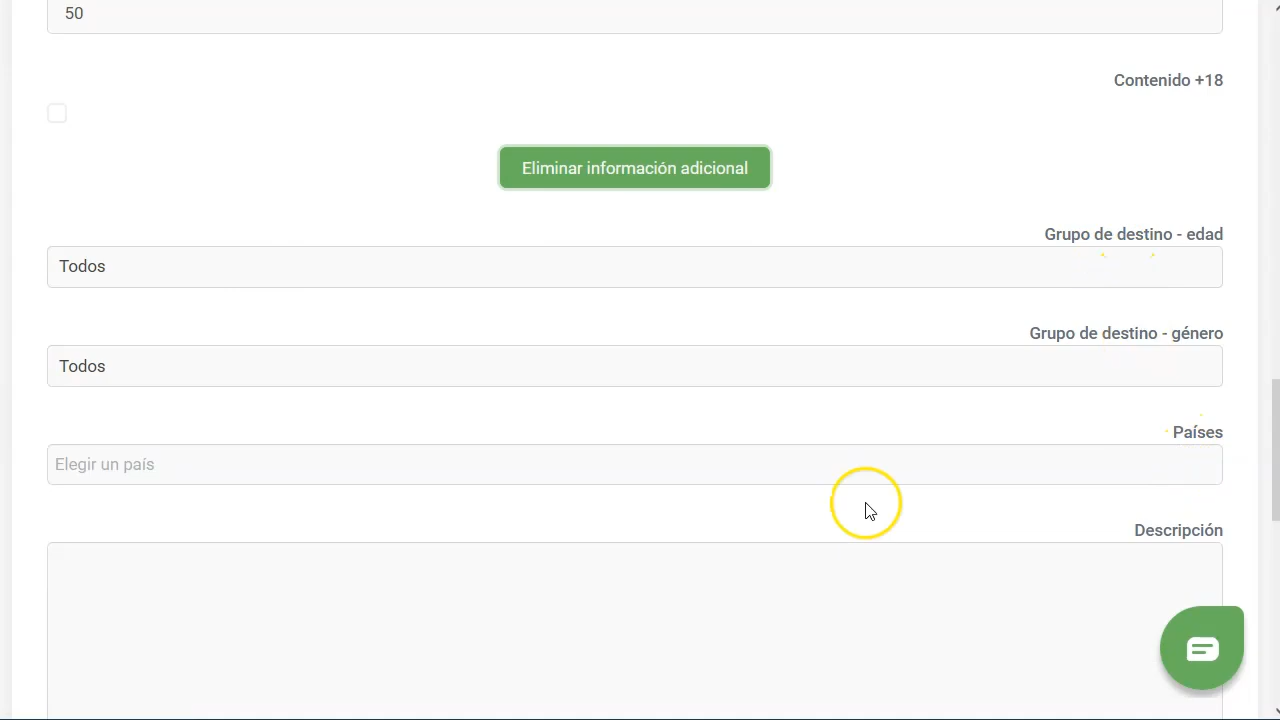 50
Contenido +18
Eliminar información adicional
Grupo de destino - edad
Todos
Grupo de destino - género
Todos
Países
Elegir un país
Descripción